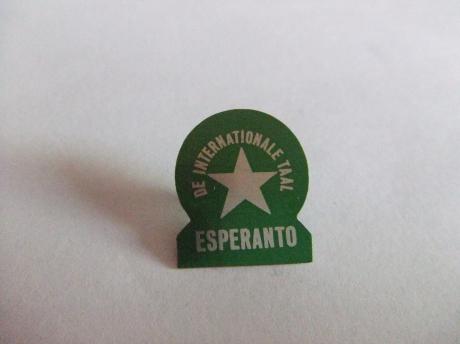 DE INTERNATIONALE TAAL
ESPERANTO